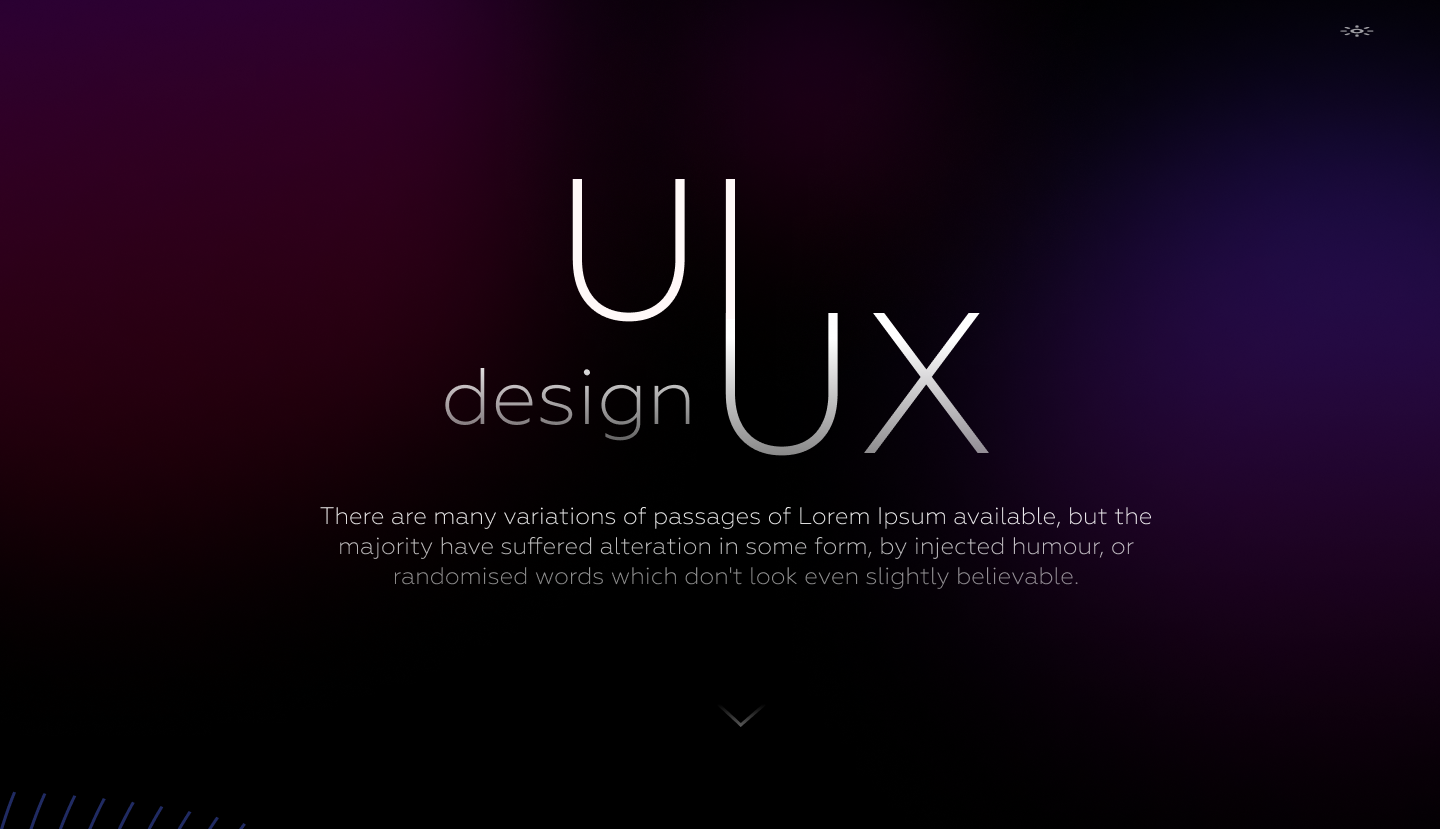 UI
UX
design
There are many variations of passages of Lorem Ipsum available, but the
majority have suffered alteration in some form, by injected humour, or
randomised words which don't look even slightly believable.